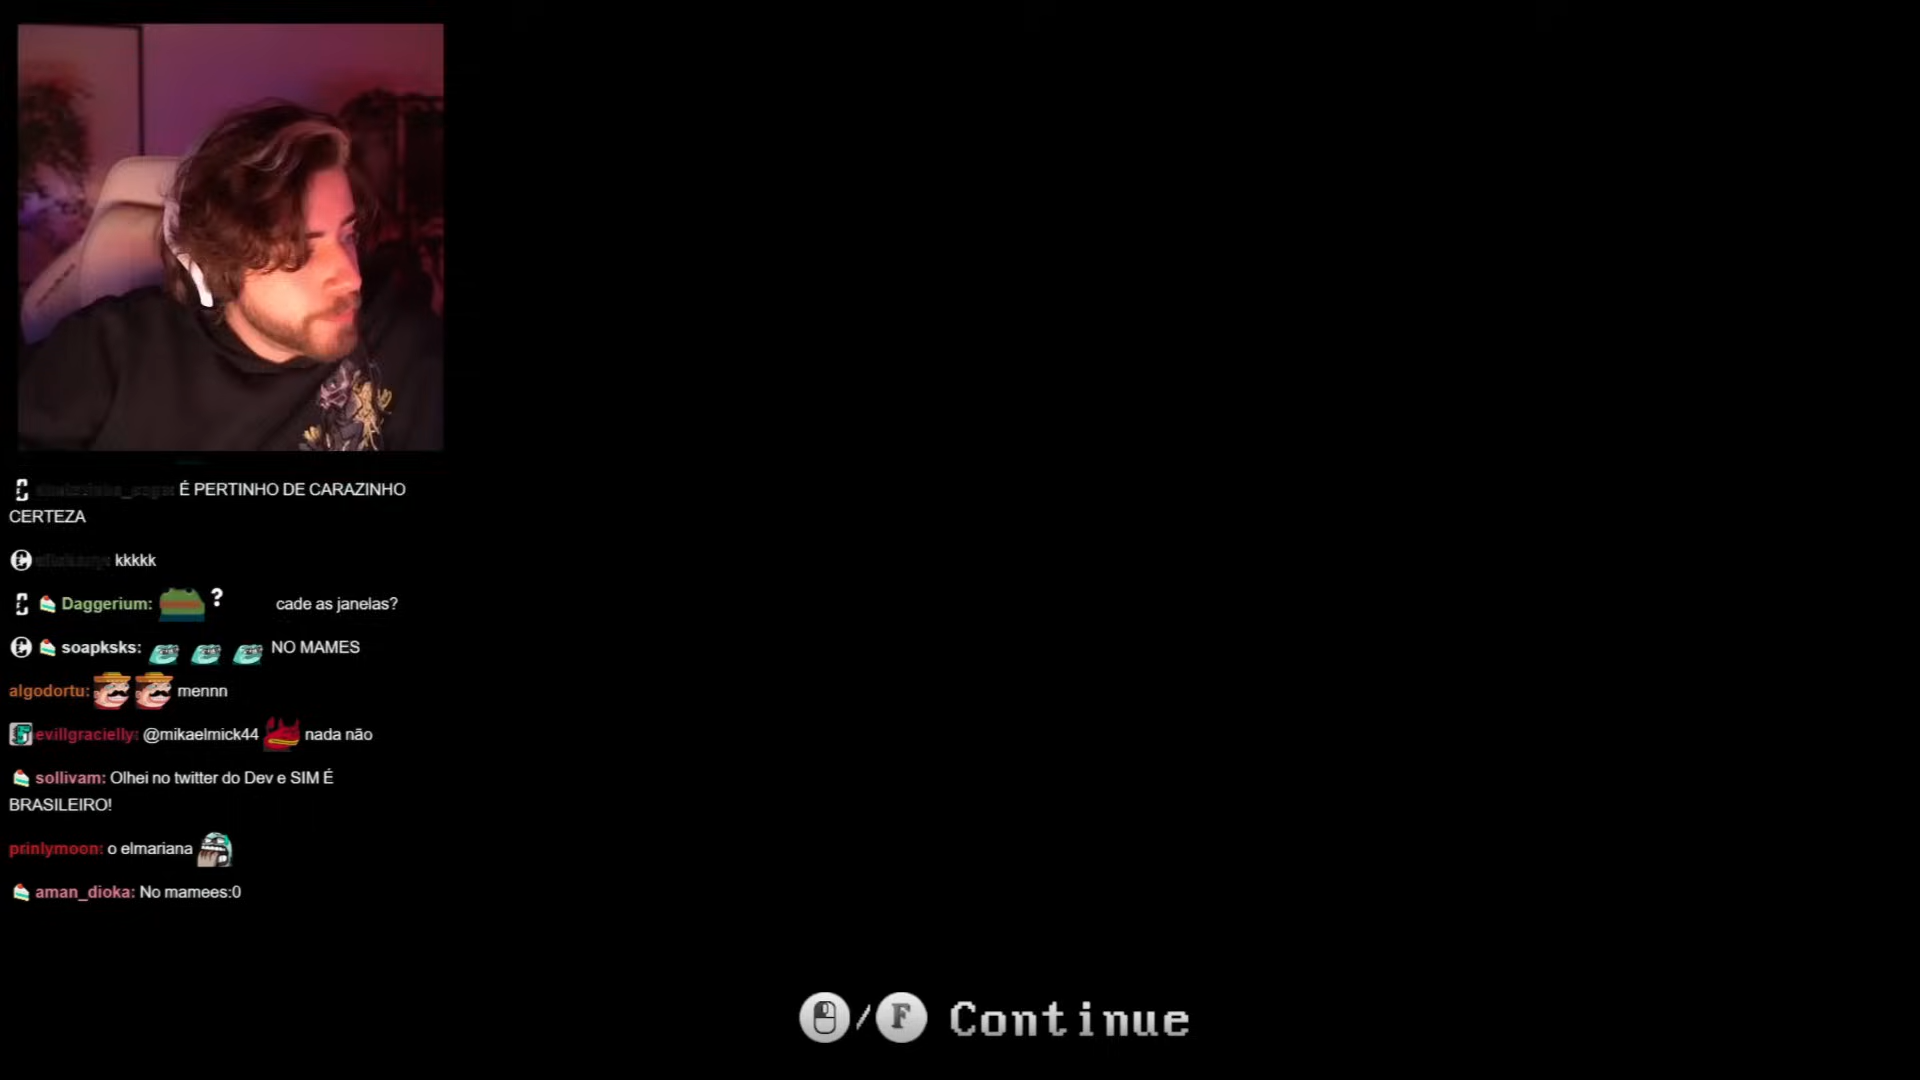 É PERTINHO DE CARAZINHO
CERTEZA
kkkkk
Daggerium: ? cade as janelas?
soapksks: NO MAMES
algodortu: mennn
evillgracielly: @mikaelmick44 nada não
sollivam: Olhei no twitter do Dev e SIM É
BRASILEIRO!
prinlymoon: o elmariana
aman_dioka: No mamees:0
/ F Continue